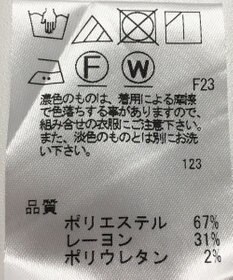 F
W
F23
濃色のものは、着用による摩擦
で色落ちする事がありますので、
組み合せの衣服にご注意下さい。
また、淡色のものとは別にお洗
い下さい。
123
品質
ポリエステル 67%
レーヨン 31%
ポリウレタン 2%